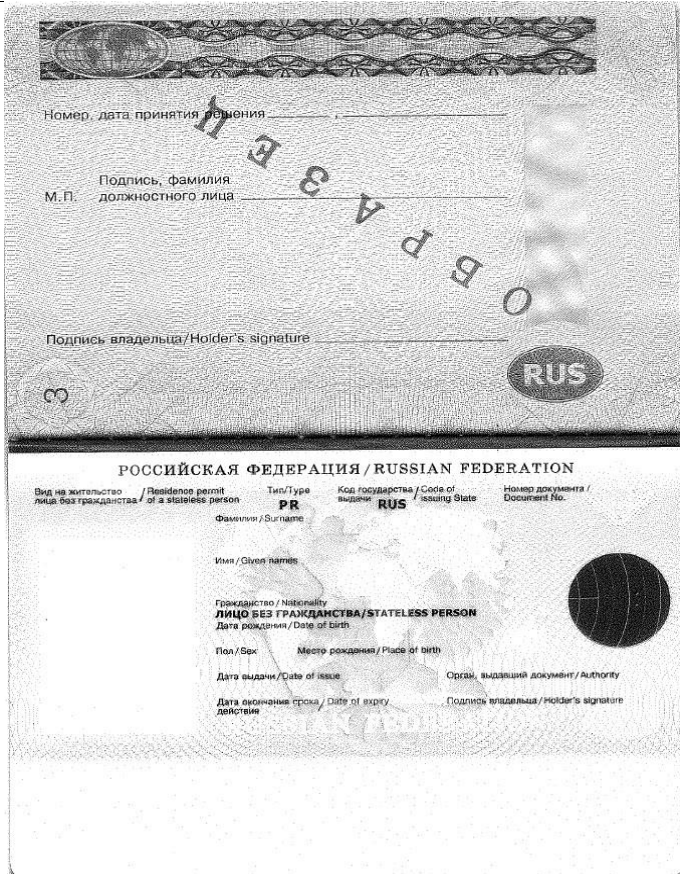 Номер, дата принятия решения ________ , ________
ОБРАЗЕЦ
Подпись, фамилия
М.П. должностного лица ________
Подпись владельца/Holder's signature ________
3
RUS
РОССИЙСКАЯ ФЕДЕРАЦИЯ/RUSSIAN FEDERATION
Вид на жительство / Residence permit Тип/Type Код государства / Code of Номер документа /
лица без гражданства / of a stateless person PR выдачи RUS issuing State Document No.
Фамилия/Surname
Имя/Given names
Гражданство/Nationality
ЛИЦО БЕЗ ГРАЖДАНСТВА/STATELESS PERSON
Дата рождения/Date of birth
Пол/Sex Место рождения/Place of birth
Дата выдачи/Date of issue Орган, выдавший документ/Authority
Дата окончания срока / Date of expiry Подпись владельца/Holder's signature
действия